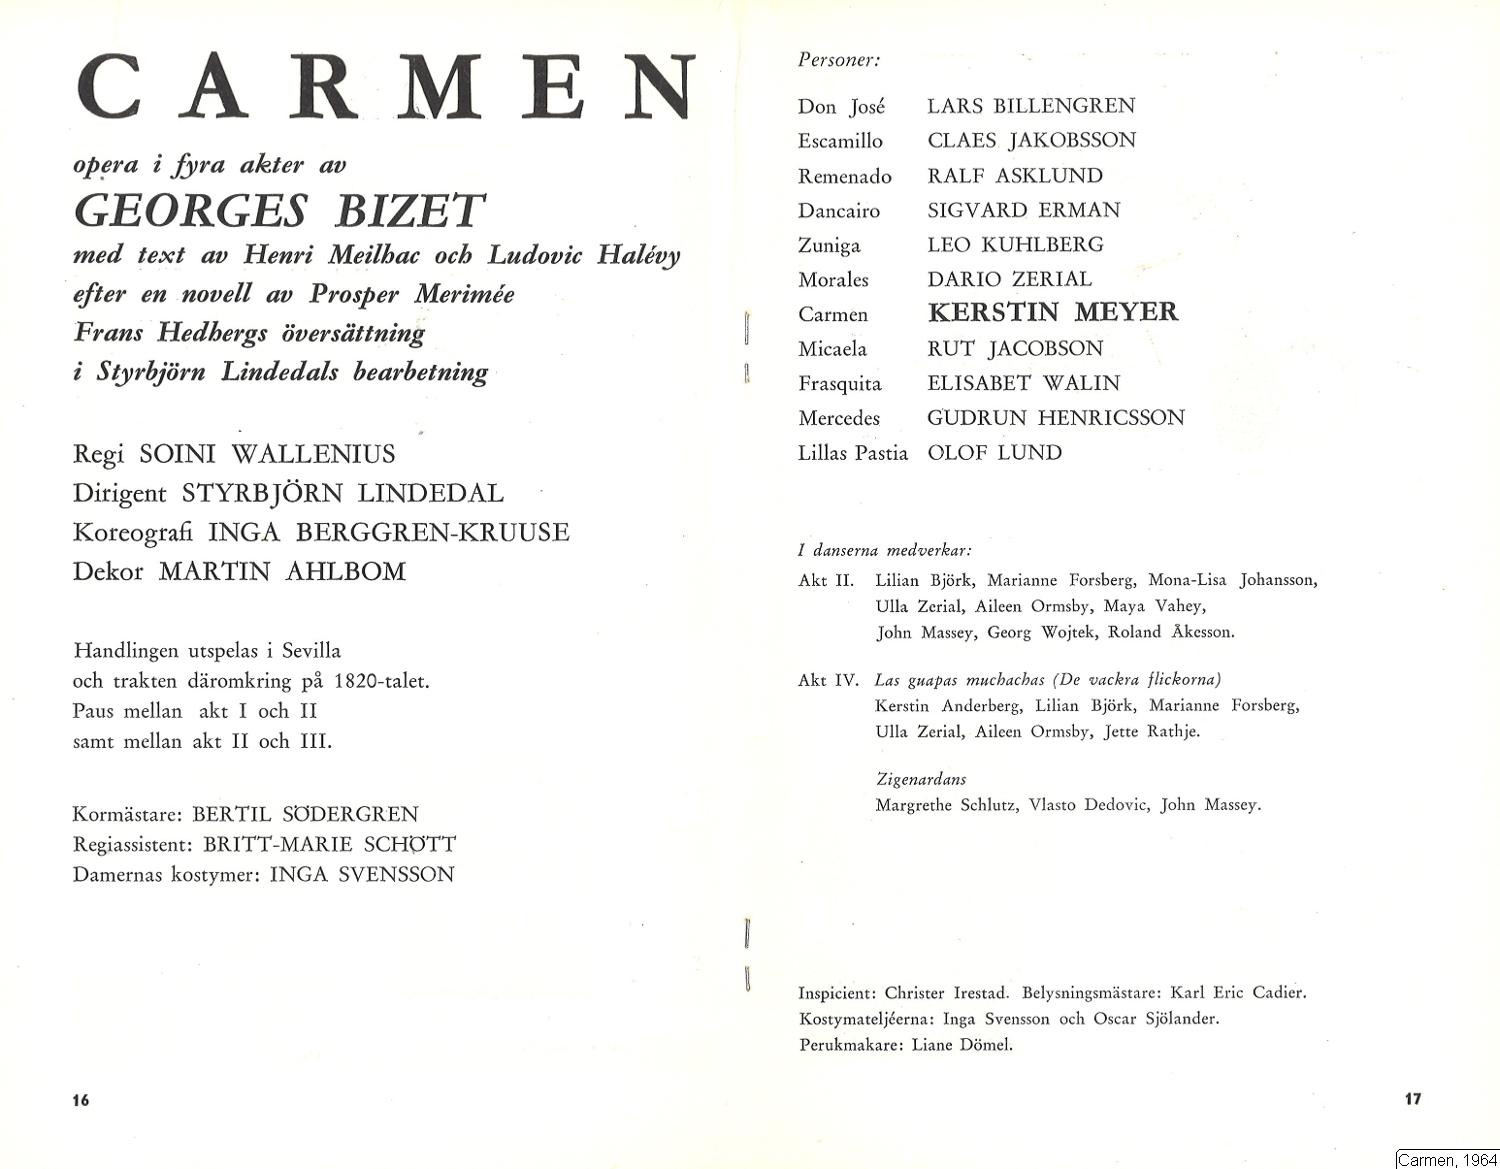 CARMEN
opera i fyra akter av
GEORGES BIZET
med text av Henri Meilhac och Ludovic Halévy
efter en novell av Prosper Merimée
Frans Hedbergs översättning
i Styrbjörn Lindedals bearbetning
Regi SOINI WALLENIUS
Dirigent STYRBJÖRN LINDEDAL
Koreografi INGA BERGGREN-KRUUSE
Dekor MARTIN AHLBOM
Handlingen utspelas i Sevilla
och trakten däromkring på 1820-talet.
Paus mellan akt I och II
samt mellan akt II och III.
Kormästare: BERTIL SÖDERGREN
Regiassistent: BRITT-MARIE SCHÖTT
Damernas kostymer: INGA SVENSSON
16
Personer:
Don José LARS BILLENGREN
Escamillo CLAES JAKOBSSON
Remenado RALF ASKLUND
Dancairo SIGVARD ERMAN
Zuniga LEO KUHLBERG
Morales DARIO ZERIAL
Carmen KERSTIN MEYER
Micaela RUT JACOBSON
Frasquita ELISABET WALIN
Mercedes GUDRUN HENRICSSON
Lillas Pastia OLOF LUND
I danserna medverkar:
Akt II. Lilian Björk, Marianne Forsberg, Mona-Lisa Johansson,
Ulla Zerial, Aileen Ormsby, Maya Vahey,
John Massey, Georg Wojtek, Roland Åkesson.
Akt IV. Las guapas muchachas (De vackra flickorna)
Kerstin Anderberg, Lilian Björk, Marianne Forsberg,
Ulla Zerial, Aileen Ormsby, Jette Rathje.
Zigenardans
Margrethe Schlutz, Vlasto Dedovic, John Massey.
Inspicient: Christer Irestad. Belysningsmästare: Karl Eric Cadier.
Kostymateljéerna: Inga Svensson och Oscar Sjölander.
Perukmakare: Liane Dömel.
17
Carmen, 1964